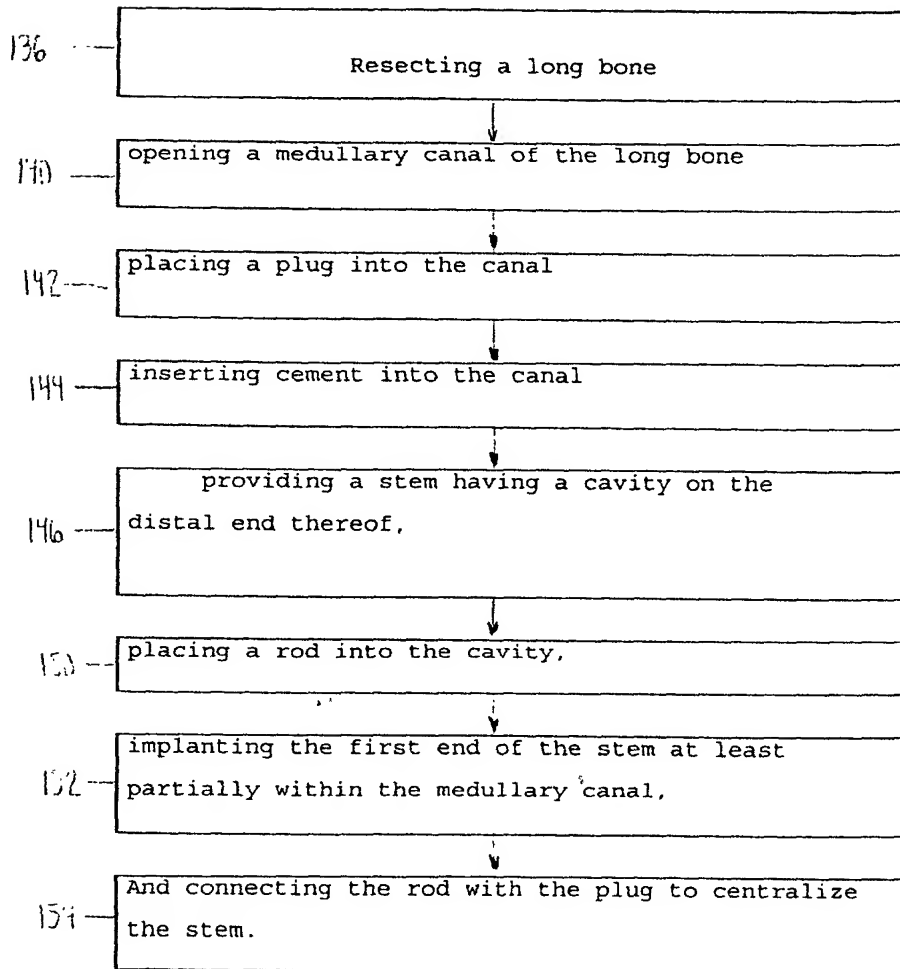 136
Resecting a long bone
140
opening a medullary canal of the long bone
142
placing a plug into the canal
144
inserting cement into the canal
providing a stem having a cavity on the
146
distal end thereof,
150
placing a rod into the cavity,
implanting the first end of the stem at least
152
partially within the medullary canal,
And connecting the rod with the plug to centralize
154
the stem.